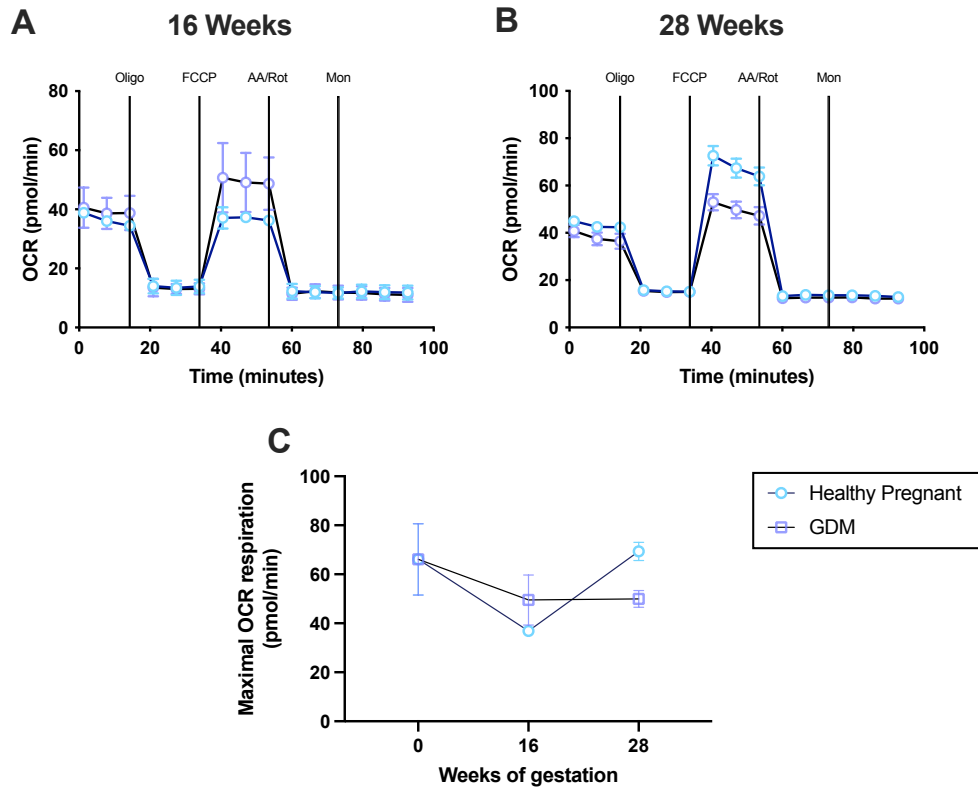 A
16 Weeks
Oligo FCCP AA/Rot Mon
80
60
40
20
0
OCR (pmol/min)
0 20 40 60 80 100
Time (minutes)
B
28 Weeks
Oligo FCCP AA/Rot Mon
100
80
60
40
20
0
OCR (pmol/min)
0 20 40 60 80 100
Time (minutes)
C
100
80
60
40
20
0
Maximal OCR respiration
(pmol/min)
0 16 28
Weeks of gestation
Healthy Pregnant
GDM